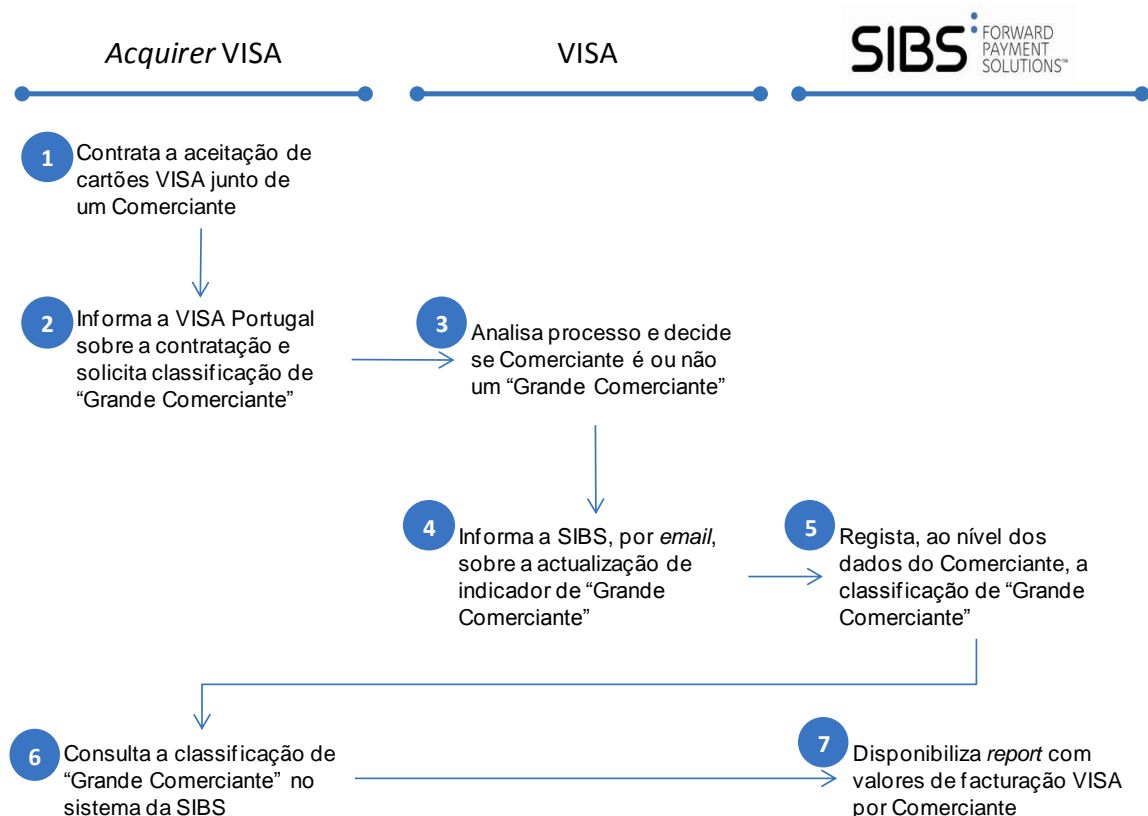 Acquirer VISA
VISA
SIBS FORWARD
PAYMENT
SOLUTIONS™
1
Contrata a aceitação de
cartões VISA junto de
um Comerciante
2
Informa a VISA Portugal
sobre a contratação e
solicita classificação de
“Grande Comerciante”
3
Analisa processo e decide
se Comerciante é ou não
um “Grande Comerciante”
4
Informa a SIBS, por email,
sobre a actualização de
indicador de “Grande
Comerciante”
5
Regista, ao nível dos
dados do Comerciante, a
classificação de “Grande
Comerciante”
6
Consulta a classificação de
“Grande Comerciante” no
sistema da SIBS
7
Disponibiliza report com
valores de facturação VISA
por Comerciante